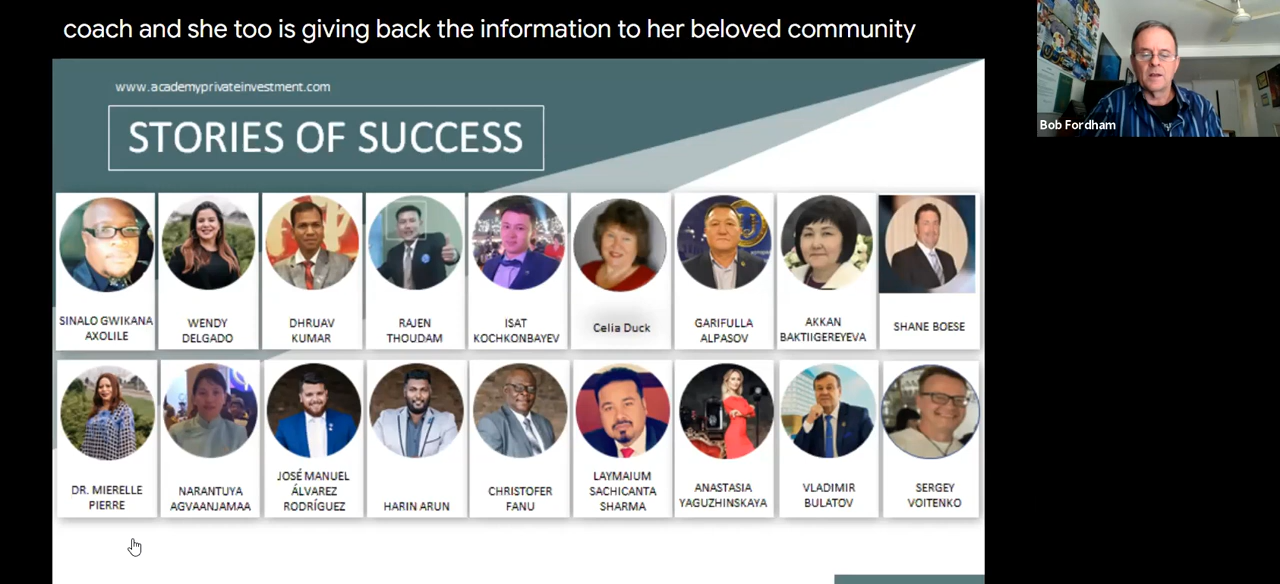 coach and she too is giving back the information to her beloved community
www.academyprivateinvestment.com
STORIES OF SUCCESS
Bob Fordham
SINALO GWIKANA
AXOLILE
WENDY
DELGADO
DHRUAV
KUMAR
RAJEN
THOUDAM
ISAT
KOCHKONBAYEV
Celia Duck
GARIFULLA
ALPASOV
AKKAN
BAKTIIGEREYEVA
SHANE BOESE
DR. MIERELLE
PIERRE
NARANTUYA
AGVAANJAMAA
JOSÉ MANUEL
ÁLVAREZ
RODRÍGUEZ
HARIN ARUN
CHRISTOFER
FANU
LAYMAIUM
SACHICANTA
SHARMA
ANASTASIA
YAGUZHINSKAYA
VLADIMIR
BULATOV
SERGEY
VOITENKO